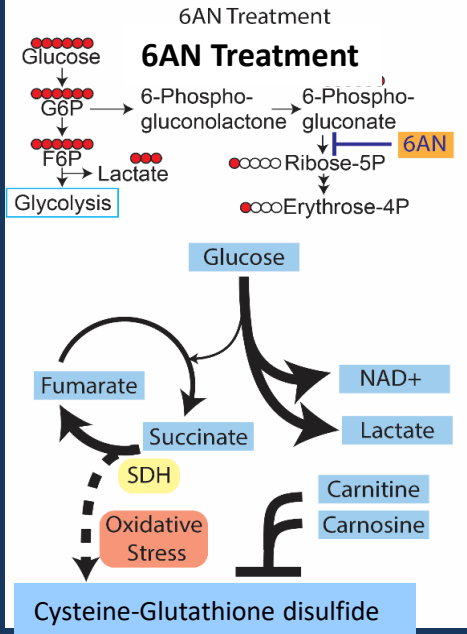 6AN Treatment
6AN Treatment
Glucose
G6P
6-Phospho-
gluconolactone
6-Phospho-
gluconate
6AN
F6P
Lactate
Ribose-5P
Glycolysis
Erythrose-4P
Glucose
Fumarate
NAD+
Succinate
Lactate
SDH
Oxidative
Stress
Carnitine
Carnosine
Cysteine-Glutathione disulfide